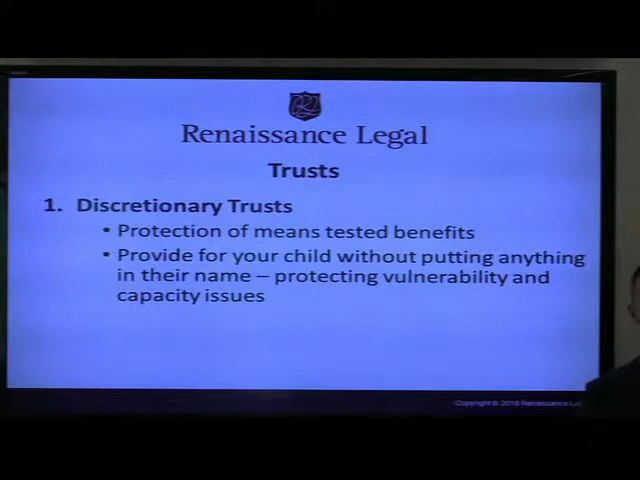 Renaissance Legal
Trusts
1. Discretionary Trusts
• Protection of means tested benefits
• Provide for your child without putting anything
in their name – protecting vulnerability and
capacity issues
Copyright © 2018 Renaissance